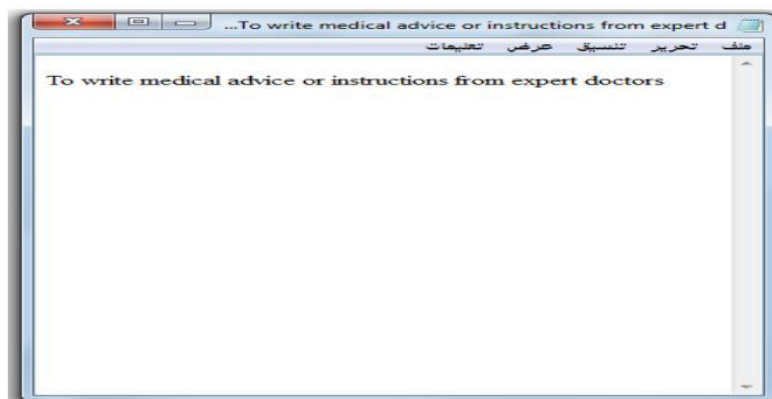 ...To write medical advice or instructions from expert d
ملف تحرير تنسيق عرض تعليمات
To write medical advice or instructions from expert doctors